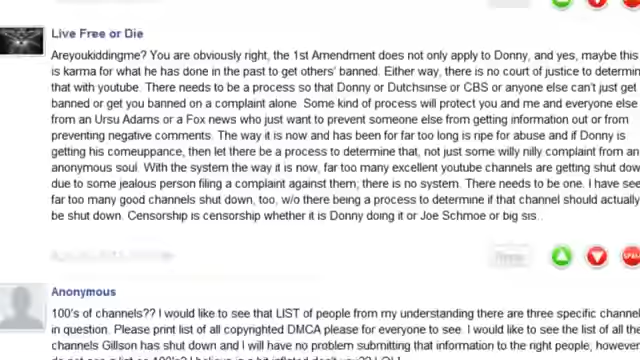 Live Free or Die
Areyoukiddingme? You are obviously right, the 1st Amendment does not only apply to Donny, and yes, maybe this
is karma for what he has done in the past to get others' banned. Either way, there is no court of justice to determin
that with youtube. There needs to be a process so that Donny or Dutchsinse or CBS or anyone else can't just get
banned or get you banned on a complaint alone. Some kind of process will protect you and me and everyone else
from an Ursu Adams or a Fox news who just want to prevent someone else from getting information out or from
preventing negative comments. The way it is now and has been for far too long is ripe for abuse and if Donny is
getting his comeuppance, then let there be a process to determine that, not just some willy nilly complaint from an
anonymous soul. With the system the way it is now, far too many excellent youtube channels are getting shut dow
due to some jealous person filing a complaint against them; there is no system. There needs to be one. I have see
far too many good channels shut down, too, w/o there being a process to determine if that channel should actually
be shut down. Censorship is censorship whether it is Donny doing it or Joe Schmoe or big sis..
SPAM
Anonymous
100's of channels?? I would like to see that LIST of people from my understanding there are three specific channel
in question. Please print list of all copyrighted DMCA please for everyone to see. I would like to see the list of all the
channels Gillson has shut down and I will have no problem submitting that information to the right people, however